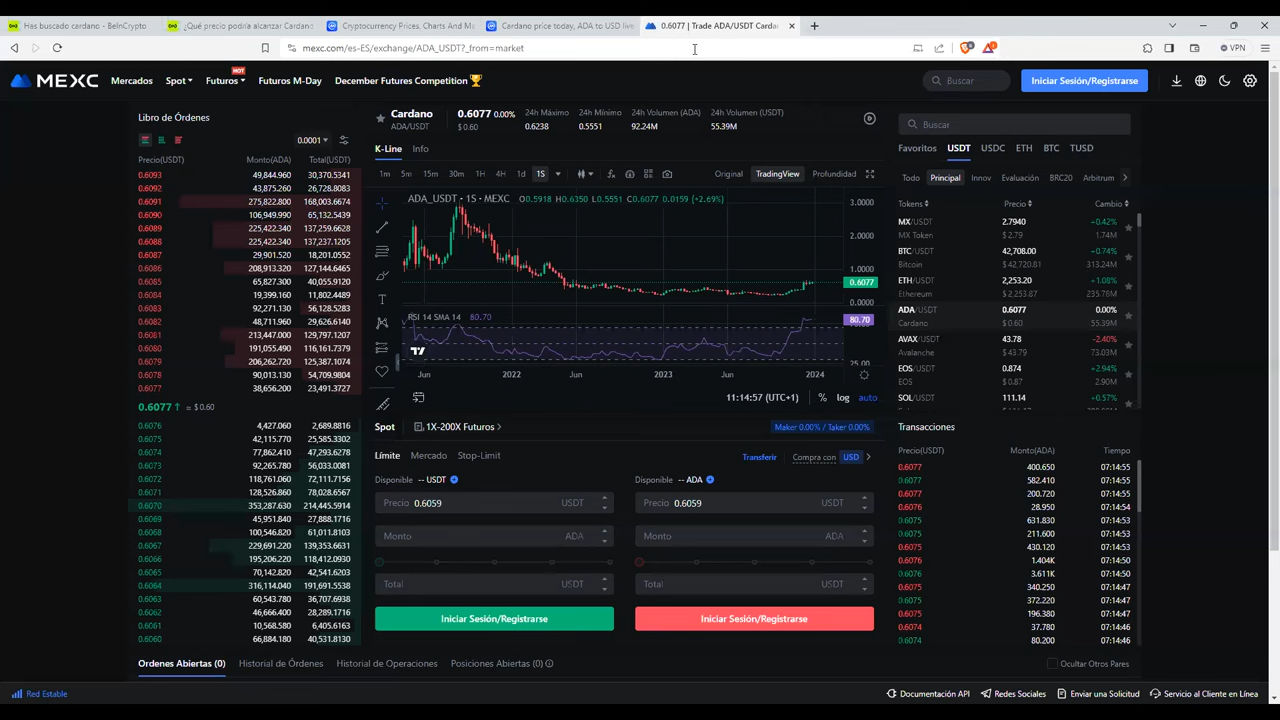 Has buscado cardano - BeInCrypto
¿Qué precio podría alcanzar Cardano
Cryptocurrency Prices, Charts And Ma
Cardano price today, ADA to USD live
0.6077 | Trade ADA/USDT Cardar
mexc.com/es-ES/exchange/ADA_USDT?_from=market
VPN
MEXC Mercados Spot Futuros HOT Futuros M-Day December Futures Competition Buscar Iniciar Sesión/Registrarse
Libro de Órdenes
0.0001
Precio(USDT) Monto(ADA) Total(USDT)
0.6093 49,844.960 30,370.5341
0.6092 43,875.260 26,728.8083
0.6091 275,822.800 168,003.6674
0.6090 106,949.990 65,132.5439
0.6089 225,422.340 137,259.6628
0.6088 225,422.340 137,237.1205
0.6087 29,901.520 18,201.0552
0.6086 208,913.320 127,144.6465
0.6085 65,827.300 40,055.9120
0.6084 19,399.160 11,802.4489
0.6083 92,271.130 56,128.5283
0.6082 48,711.960 29,626.6140
0.6081 213,447.000 129,797.1207
0.6080 191,055.490 116,161.7379
0.6079 206,262.720 125,387.1074
0.6078 90,013.130 54,709.9804
0.6077 38,656.200 23,491.3727
0.6077↑ = $ 0.60
0.6076 4,427.060 2,689.8816
0.6075 42,115.770 25,585.3302
0.6074 77,862.410 47,293.6278
0.6073 92,265.780 56,033.0081
0.6072 118,761.060 72,111.7156
0.6071 128,526.860 78,028.6567
0.6070 353,287.630 214,445.5914
0.6069 45,951.840 27,888.1716
0.6068 100,546.820 61,011.8103
0.6067 229,691.220 139,353.6631
0.6066 195,206.220 118,412.0930
0.6065 70,142.820 42,541.6203
0.6064 316,114.040 191,691.5538
0.6063 60,543.780 36,707.6938
0.6062 46,666.400 28,289.1716
0.6061 10,568.580 6,405.6163
0.6060 66,884.180 40,531.8130
Cardano
ADA/USDT
0.6077 0.00%
$ 0.60
24h Máximo
0.6238
24h Mínimo
0.5551
24h Volumen (ADA)
92.24M
24h Volumen (USDT)
55.39M
K-Line Info
1m 5m 15m 30m 1H 4H 1d 1S Original TradingView Profundidad
ADA_USDT · 1S · MEXC O0.5918 H0.6350 L0.5551 C0.6077 0.0159 (+2.69%)
3.0000
2.0000
1.0000
0.6077
0.0000
RSI 14 SMA 14 80.70
80.70
25.00
Jun 2022 Jun 2023 Jun 2024
11:14:57 (UTC+1) % log auto
Spot 1X-200X Futuros Maker 0.00% / Taker 0.00%
Límite Mercado Stop-Limit Transferir Compra con USD
Disponible -- USDT
Precio 0.6059 USDT
Monto ADA
Total USDT
Iniciar Sesión/Registrarse
Disponible -- ADA
Precio 0.6059 USDT
Monto ADA
Total USDT
Iniciar Sesión/Registrarse
Buscar
Favoritos USDT USDC ETH BTC TUSD
Todo Principal Innov Evaluación BRC20 Arbitrum
Tokens Precio Cambio
MX/USDT 2.7940 +0.42%
MX Token $ 2.79 1.74M
BTC/USDT 42,708.00 +0.74%
Bitcoin $ 42,720.81 313.24M
ETH/USDT 2,253.20 +1.08%
Ethereum $ 2,253.87 235.78M
ADA/USDT 0.6077 0.00%
Cardano $ 0.60 55.39M
AVAX/USDT 43.78 -2.40%
Avalanche $ 43.79 73.03M
EOS/USDT 0.874 +2.94%
EOS $ 0.87 2.90M
SOL/USDT 111.14 +0.57%
Transacciones
Precio(USDT) Monto(ADA) Tiempo
0.6077 400.650 07:14:55
0.6077 582.410 07:14:55
0.6077 200.720 07:14:55
0.6076 28.950 07:14:54
0.6075 631.830 07:14:53
0.6075 211.600 07:14:53
0.6075 430.120 07:14:53
0.6076 1.404K 07:14:50
0.6076 3.611K 07:14:50
0.6075 340.250 07:14:47
0.6075 372.220 07:14:47
0.6075 196.380 07:14:47
0.6074 37.780 07:14:46
0.6074 80.200 07:14:46
Ordenes Abiertas (0) Historial de Órdenes Historial de Operaciones Posiciones Abiertas (0) Ocultar Otros Pares
Red Estable Documentación API Redes Sociales Enviar una Solicitud Servicio al Cliente en Línea